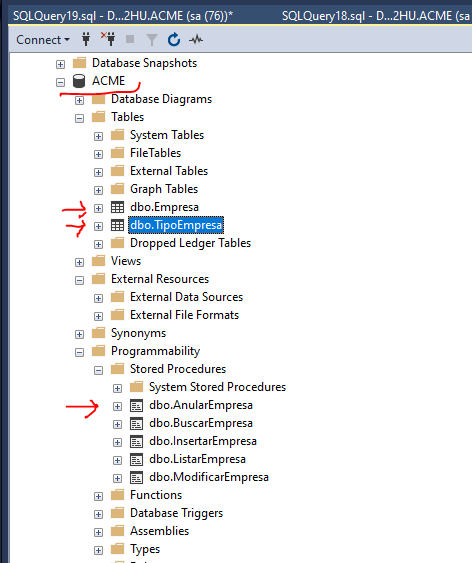 SQLQuery19.sql - D...2HU.ACME (sa (76))* SQLQuery18.sql - D...2HU.ACME
Connect
Database Snapshots
ACME
Database Diagrams
Tables
System Tables
FileTables
External Tables
Graph Tables
dbo.Empresa
dbo.TipoEmpresa
Dropped Ledger Tables
Views
External Resources
External Data Sources
External File Formats
Synonyms
Programmability
Stored Procedures
System Stored Procedures
dbo.AnularEmpresa
dbo.BuscarEmpresa
dbo.InsertarEmpresa
dbo.ListarEmpresa
dbo.ModificarEmpresa
Functions
Database Triggers
Assemblies
Types